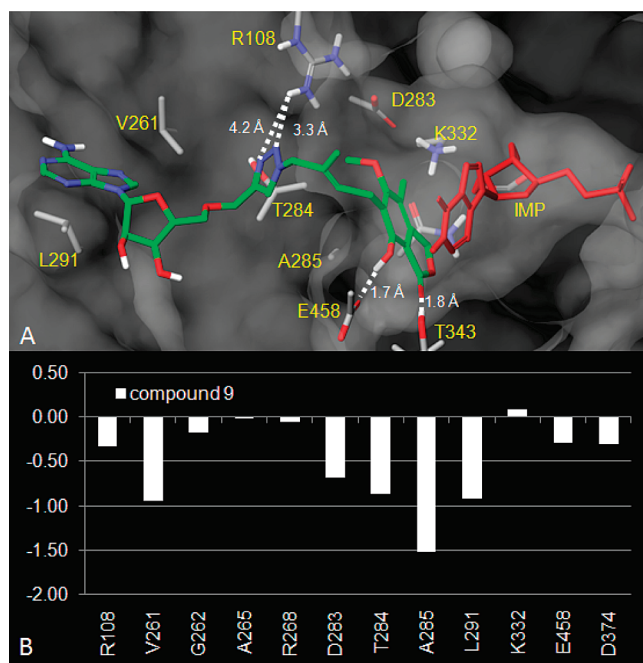 R108
D283
V261
4.2 Å
3.3 Å
K332
T284
IMP
L291
A285
1.7 Å
1.8 Å
E458
A
T343
0.50
compound 9
0.00
-0.50
-1.00
-1.50
-2.00
R108
V261
G262
A265
R268
D283
T284
A285
L291
K332
E458
D374
B